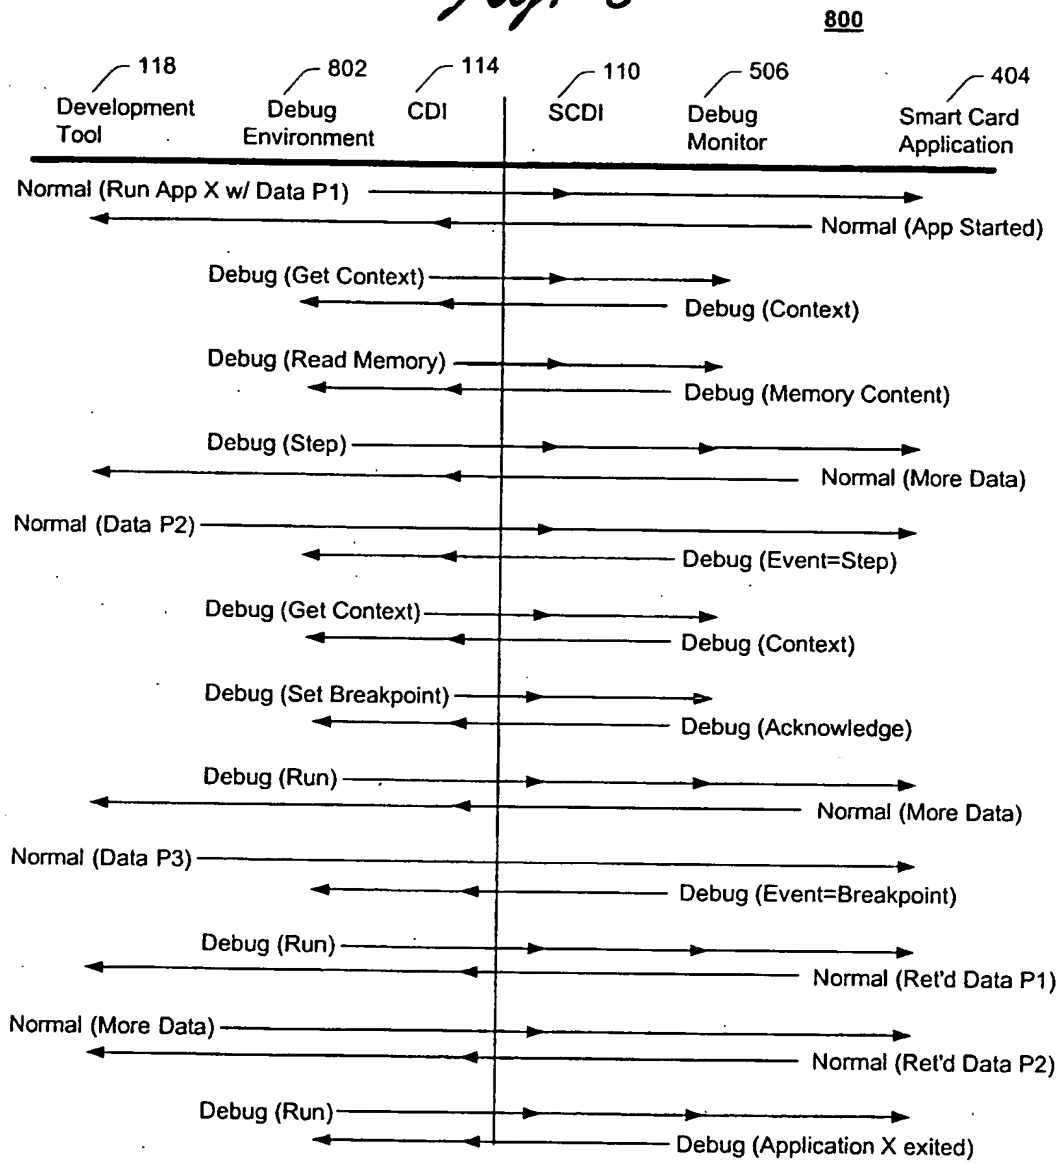 Fig. 8
800
118
802
114
110
506
404
Development
Tool
Debug
Environment
CDI
SCDI
Debug
Monitor
Smart Card
Application
Normal (Run App X w/ Data P1)
Normal (App Started)
Debug (Get Context)
Debug (Context)
Debug (Read Memory)
Debug (Memory Content)
Debug (Step)
Normal (More Data)
Normal (Data P2)
Debug (Event=Step)
Debug (Get Context)
Debug (Context)
Debug (Set Breakpoint)
Debug (Acknowledge)
Debug (Run)
Normal (More Data)
Normal (Data P3)
Debug (Event=Breakpoint)
Debug (Run)
Normal (Ret'd Data P1)
Normal (More Data)
Normal (Ret'd Data P2)
Debug (Run)
Debug (Application X exited)